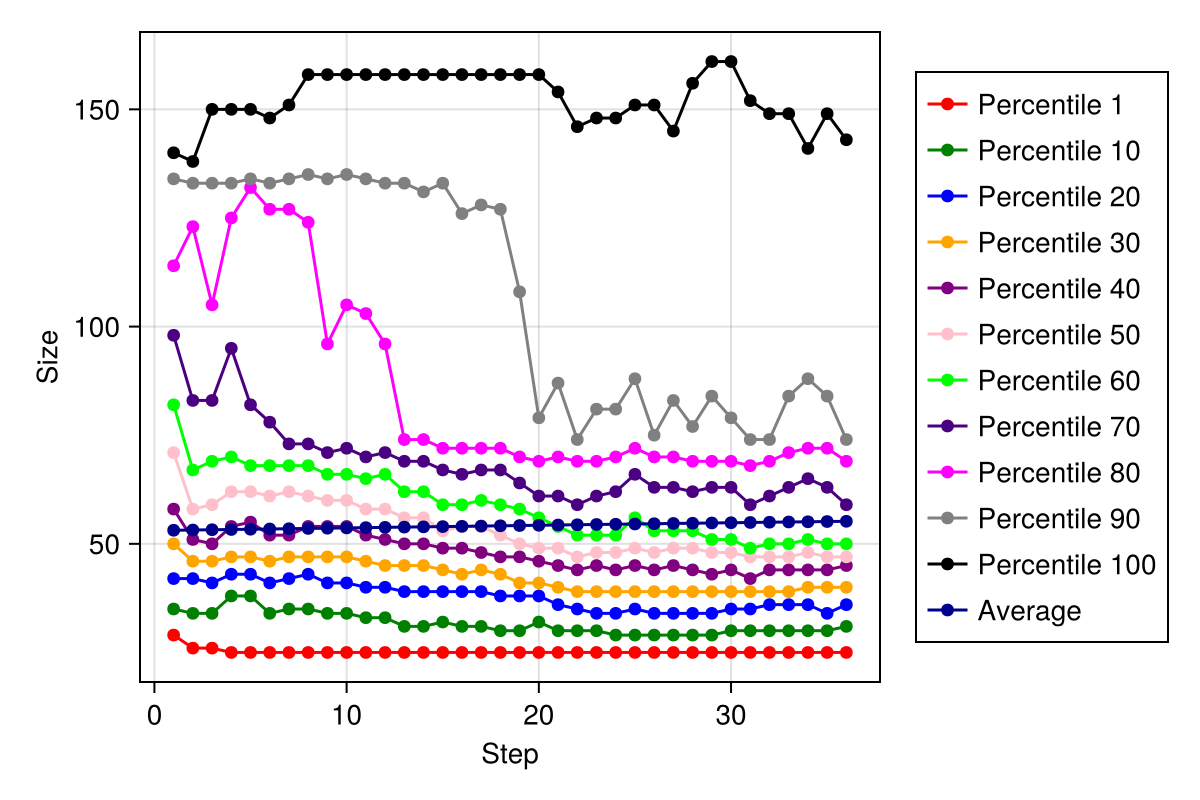 150
100
50
Size
0
10
20
30
Step
Percentile 1
Percentile 10
Percentile 20
Percentile 30
Percentile 40
Percentile 50
Percentile 60
Percentile 70
Percentile 80
Percentile 90
Percentile 100
Average